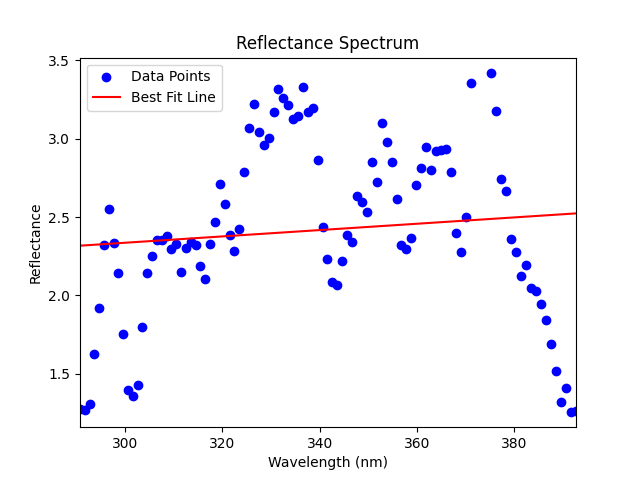 Reflectance Spectrum
Data Points
Best Fit Line
Reflectance
3.5
3.0
2.5
2.0
1.5
300 320 340 360 380
Wavelength (nm)